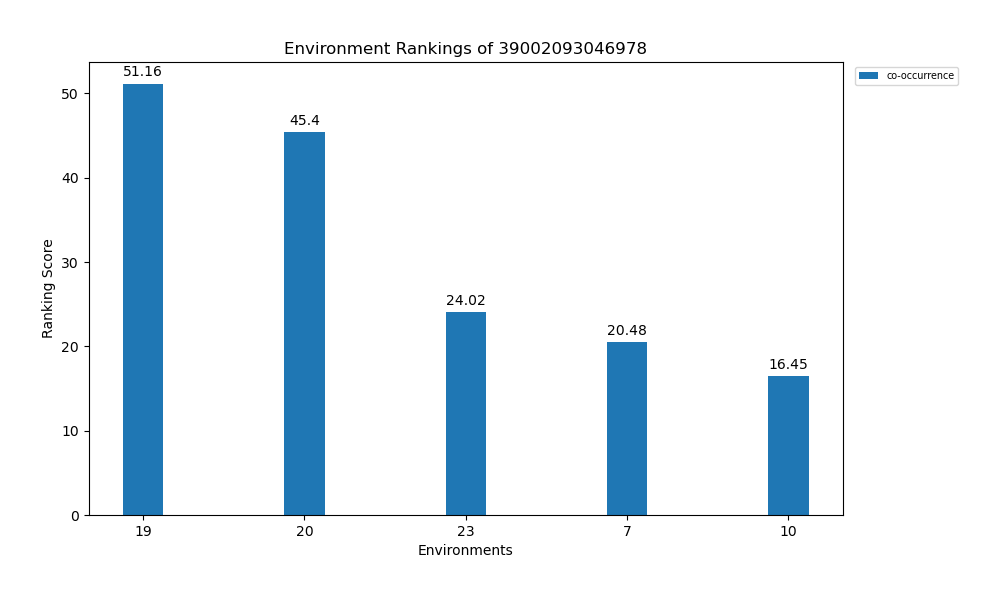 Environment Rankings of 39002093046978
co-occurrence
51.16
45.4
24.02
20.48
16.45
50
40
30
20
10
0
Ranking Score
19 20 23 7 10
Environments